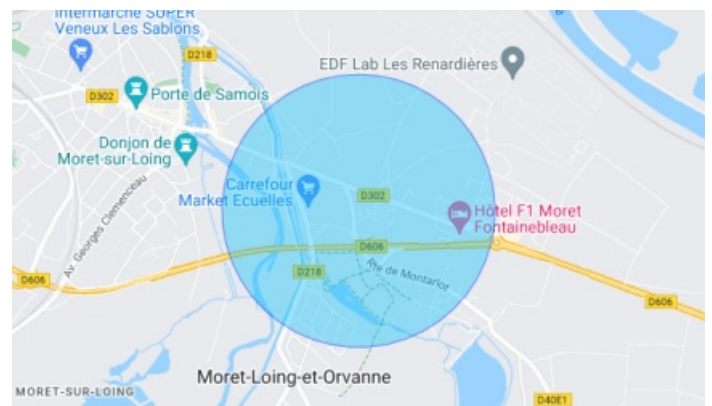 Intermarché SUPER
Veneux Les Sablons
D218
EDF Lab Les Renardières
D302
Porte de Samois
Donjon de
Moret-sur-Loing
Carrefour
Market Ecuelles
D302
Hôtel F1 Moret
Fontainebleau
Av. Georges Clemenceau
D606
D606
D218
Rte de Montarlot
D606
Moret-Loing-et-Orvanne
MORET-SUR-LOING
D40E1